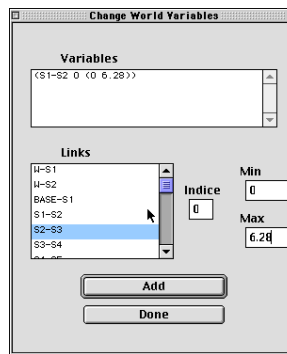 Change World Variables
Variables
(S1-S2 0 (0 6.28))
Links
W-S1
W-S2
BASE-S1
S1-S2
S2-S3
S3-S4
Indice
0
Min
0
Max
6.28
Add
Done